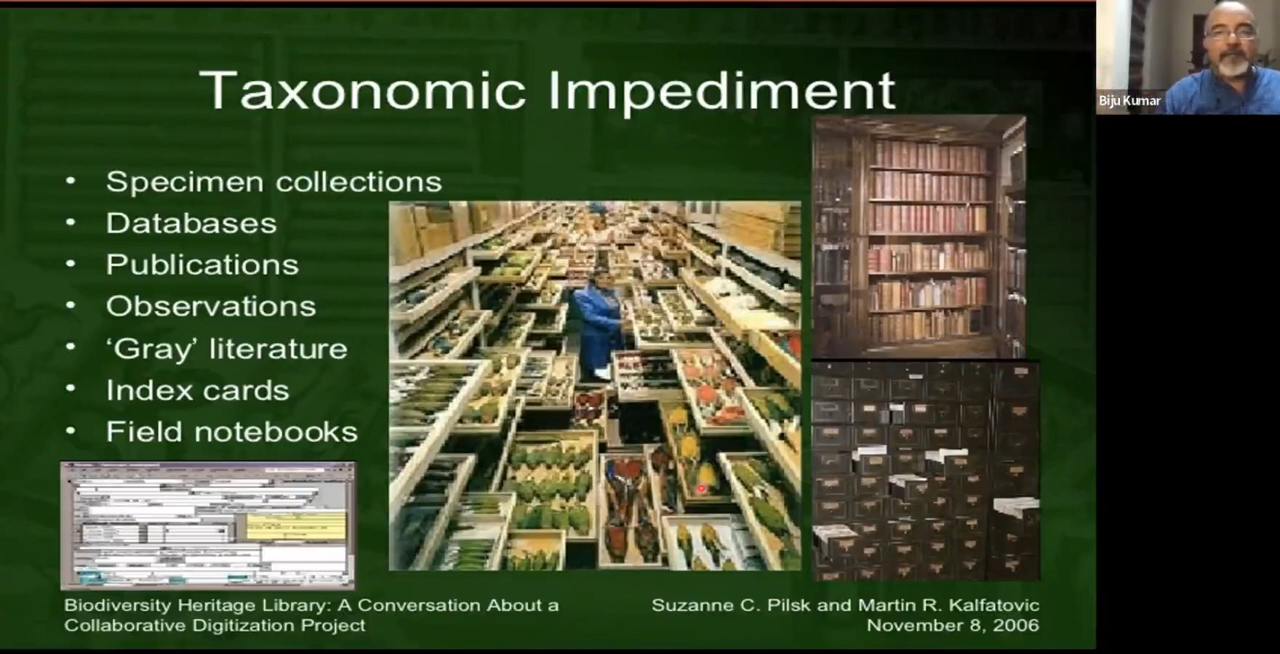 Taxonomic Impediment
• Specimen collections
• Databases
• Publications
• Observations
• ‘Gray’ literature
• Index cards
• Field notebooks
Biodiversity Heritage Library: A Conversation About a
Collaborative Digitization Project
Suzanne C. Pilsk and Martin R. Kalfatovic
November 8, 2006
Biju Kumar